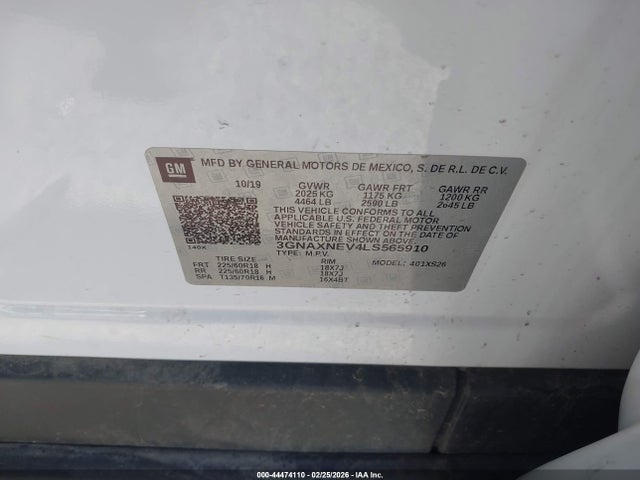 GM
MFD BY GENERAL MOTORS DE MEXICO, S. DE R.L. DE C.V.
10/19 GVWR GAWR FRT GAWR RR
2025 KG 1175 KG 1200 KG
4464 LB 2590 LB 2645 LB
THIS VEHICLE CONFORMS TO ALL
APPLICABLE U.S. FEDERAL MOTOR
VEHICLE SAFETY, BUMPER, AND THEFT
PREVENTION STANDARDS IN EFFECT ON
THE DATE OF MANUFACTURE SHOWN ABOVE.
3GNAXNEV4LS565910
140X TYPE: M.P.V. MODEL: 401XS26
TIRE SIZE RIM
FRT 225/60R18 H 18X7J
RR 225/60R18 H 18X7J
SPA T135/70R16 M 16X4BT
000-44474110 | 02/25/2026 | IAA Inc.